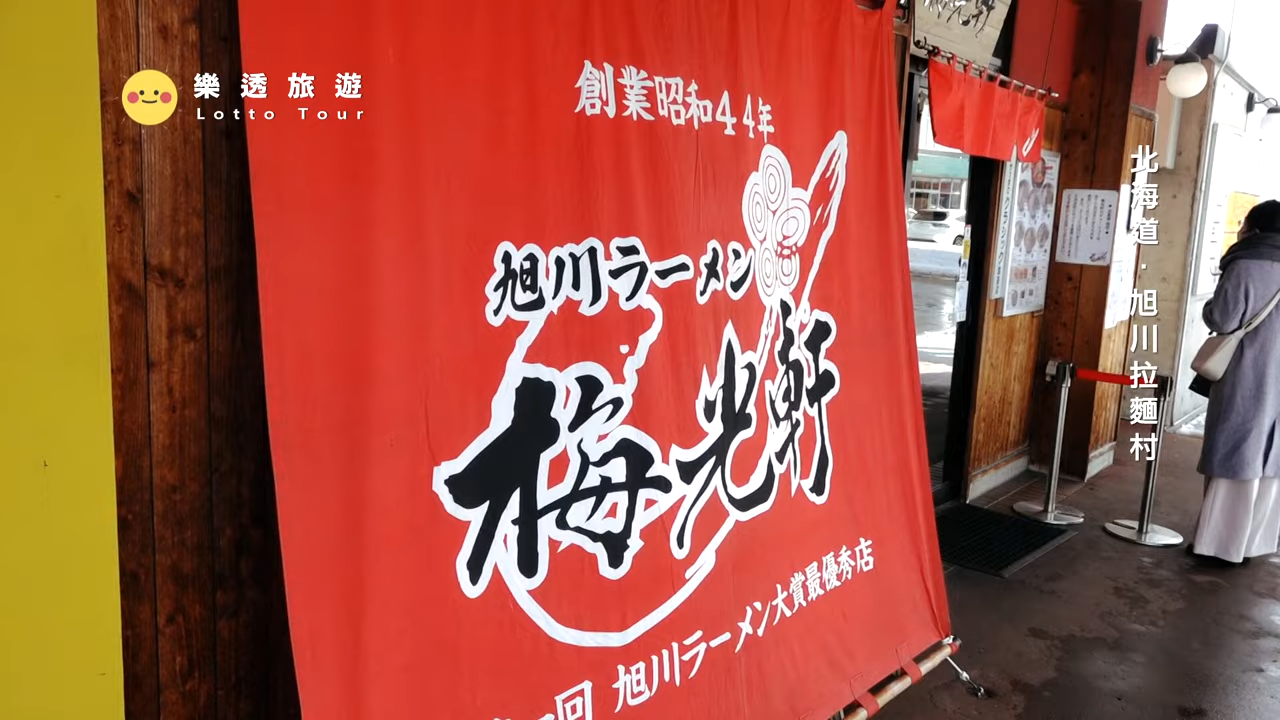 樂透旅遊
Lotto Tour
創業昭和44年
旭川ラーメン
梅光軒
回 旭川ラーメン大賞最優秀店
北海道·旭川拉麵村